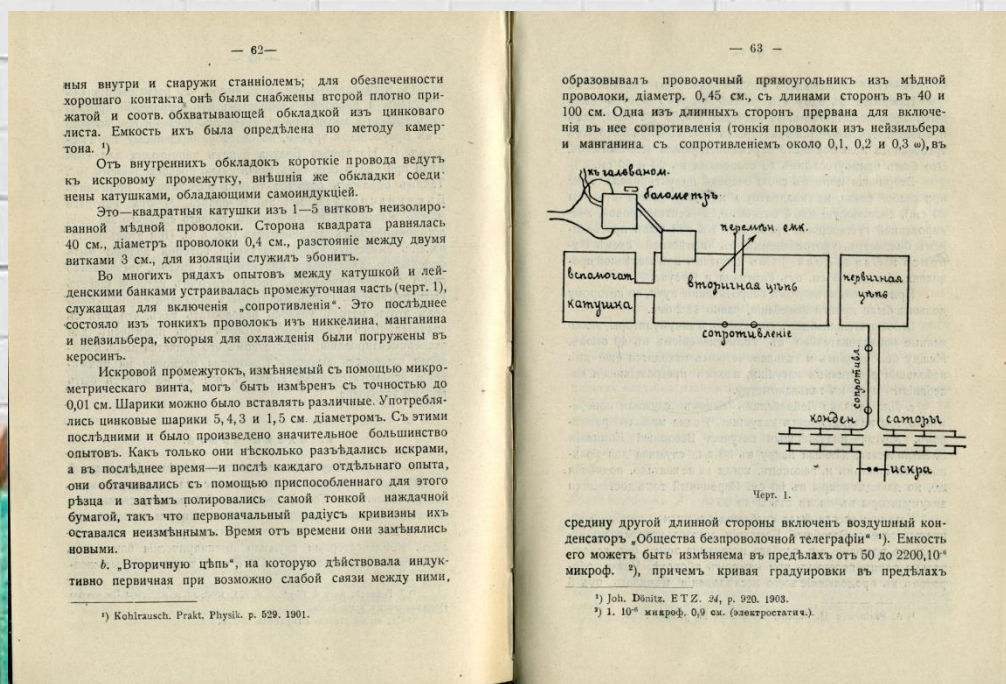 — 62—
ныя внутри и снаружи станніолемъ; для обезпеченности
хорошаго контакта онѣ были снабжены второй плотно при-
жатой и соотв. обхватывающей обкладкой изъ цинковаго
листа. Емкость ихъ была опредѣлена по методу камер-
тона. ¹)
Отъ внутреннихъ обкладокъ короткіе провода ведутъ
къ искровому промежутку, внѣшнія же обкладки соеди-
нены катушками, обладающими самоиндукціей.
Это—квадратныя катушки изъ 1—5 витковъ неизолиро-
ванной мѣдной проволоки. Сторона квадрата равнялась
40 см., діаметръ проволоки 0,4 см., разстояніе между двумя
витками 3 см., для изоляціи служилъ эбонитъ.
Во многихъ рядахъ опытовъ между катушкой и лей-
денскими банками устраивалась промежуточная часть (черт. 1),
служащая для включенія „сопротивленія“. Это послѣднее
состояло изъ тонкихъ проволокъ изъ никкелина, манганина
и нейзильбера, которыя для охлажденія были погружены въ
керосинъ.
Искровой промежутокъ, измѣняемый съ помощью микро-
метрическаго винта, могъ быть измѣренъ съ точностью до
0,01 см. Шарики можно было вставлять различные. Употребля-
лись цинковые шарики 5, 4, 3 и 1,5 см. діаметромъ. Съ этими
послѣдними и было произведено значительное большинство
опытовъ. Какъ только они нѣсколько разъѣдались искрами,
а въ послѣднее время—и послѣ каждаго отдѣльнаго опыта,
они обтачивались съ помощью приспособленнаго для этого
рѣзца и затѣмъ полировались самой тонкой наждачной
бумагой, такъ что первоначальный радіусъ кривизны ихъ
оставался неизмѣннымъ. Время отъ времени они замѣнялись
новыми.
b. „Вторичную цѣпь“, на которую дѣйствовала индук-
тивно первичная при возможно слабой связи между ними,
¹) Kohlrausch. Prakt. Physik. p. 529. 1901.
— 63 —
образовывалъ проволочный прямоугольникъ изъ мѣдной
проволоки, діаметр. 0,45 см., съ длинами сторонъ въ 40 и
100 см. Одна изъ длинныхъ сторонъ прервана для включе-
нія въ нее сопротивленія (тонкія проволоки изъ нейзильбера
и манганина съ сопротивленіемъ около 0,1, 0,2 и 0,3 ω), въ
къ галованом.
болометръ
перемѣн. емк.
вспомогат
катушка
вторичная цѣпь
первичная
цѣпь
сопротивленіе
сопротивл.
конден саторы
искра
Черт. 1.
средину другой длинной стороны включенъ воздушный кон-
денсаторъ „Общества безпроволочной телеграфіи“ ¹). Емкость
его можетъ быть измѣняема въ предѣлахъ отъ 50 до 2200,10⁻⁶
микроф. ²), причемъ кривая градуировки въ предѣлахъ
¹) Joh. Dönitz. E T Z. 24, p. 920. 1903.
²) 1. 10⁻⁶ микроф. 0,9 см. (электростатич.).